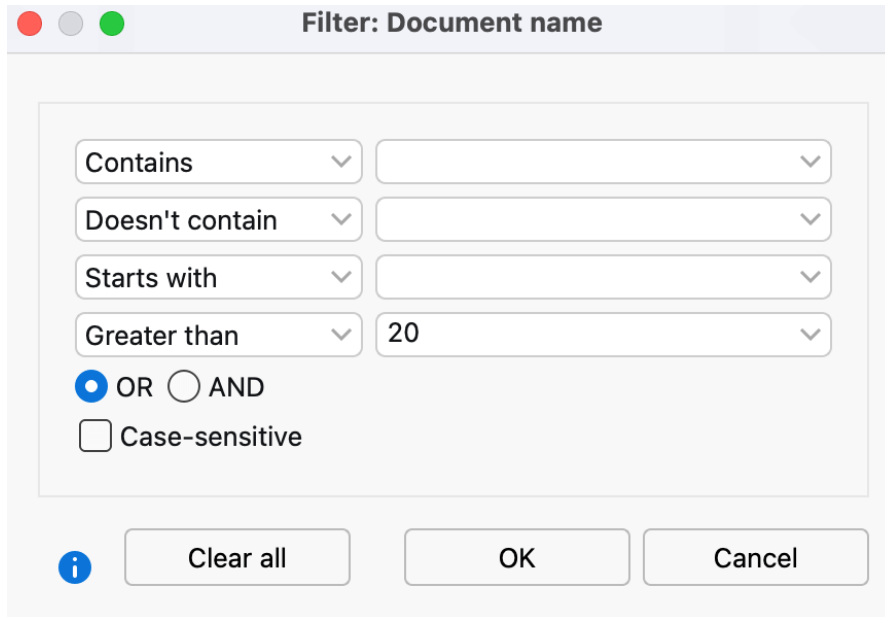 Filter: Document name
Contains
Doesn't contain
Starts with
Greater than 20
OR AND
Case-sensitive
Clear all OK Cancel